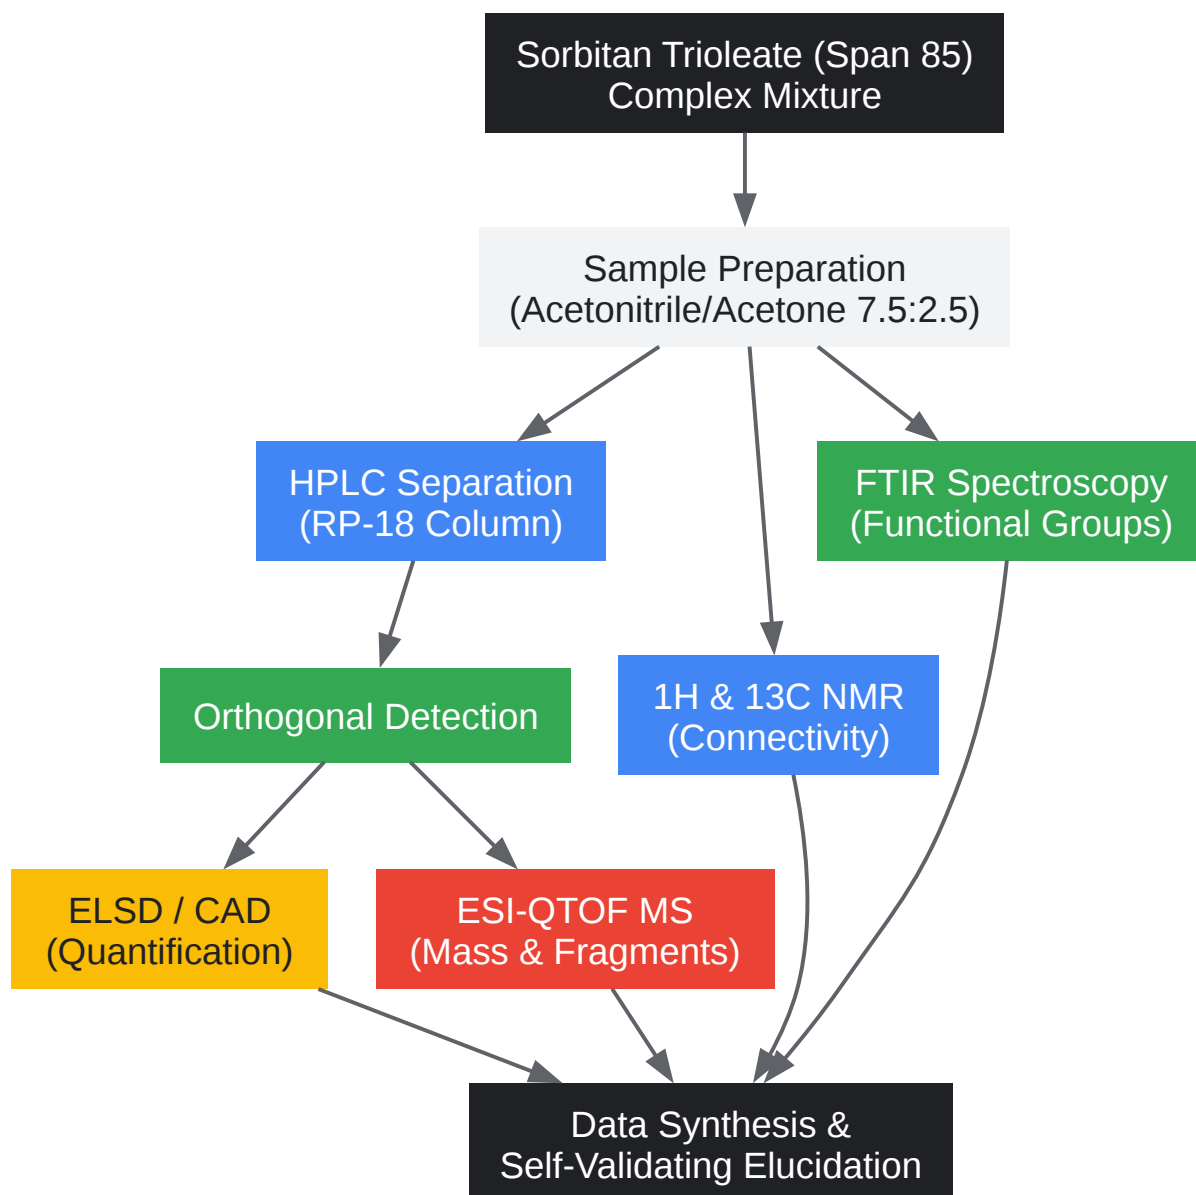 Sorbitan Trioleate (Span 85)
Complex Mixture
Sample Preparation
(Acetonitrile/Acetone 7.5:2.5)
HPLC Separation
(RP-18 Column)
FTIR Spectroscopy
(Functional Groups)
Orthogonal Detection
1H & 13C NMR
(Connectivity)
ELSD / CAD
(Quantification)
ESI-QTOF MS
(Mass & Fragments)
Data Synthesis &
Self-Validating Elucidation